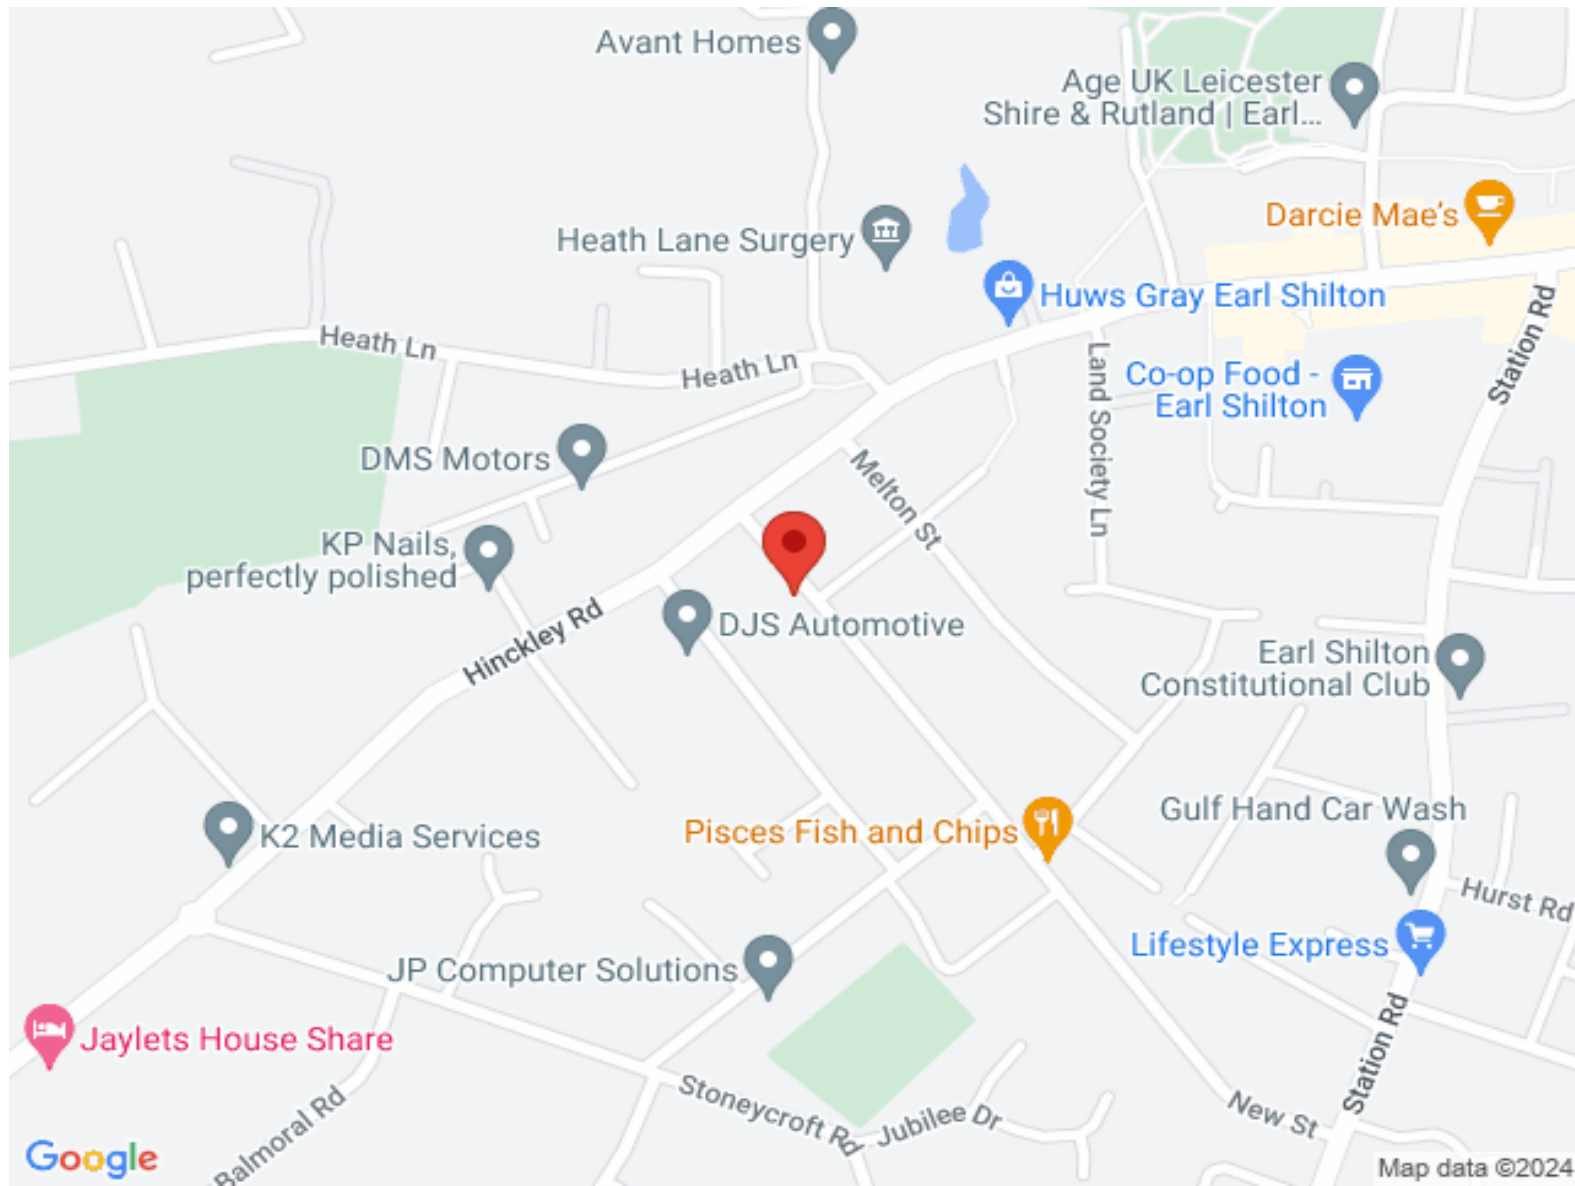 Avant Homes
Age UK Leicester
Shire & Rutland | Earl...
Darcie Mae's
Heath Lane Surgery
Huws Gray Earl Shilton
Station Rd
Heath Ln
Heath Ln
Land Society Ln
Co-op Food -
Earl Shilton
DMS Motors
Melton St
KP Nails,
perfectly polished
DJS Automotive
Hinckley Rd
Earl Shilton
Constitutional Club
Gulf Hand Car Wash
Pisces Fish and Chips
K2 Media Services
Hurst Rd
Lifestyle Express
JP Computer Solutions
Jaylets House Share
Station Rd
Stoneycroft Rd
Jubilee Dr
New St
Balmoral Rd
Google
Map data ©2024